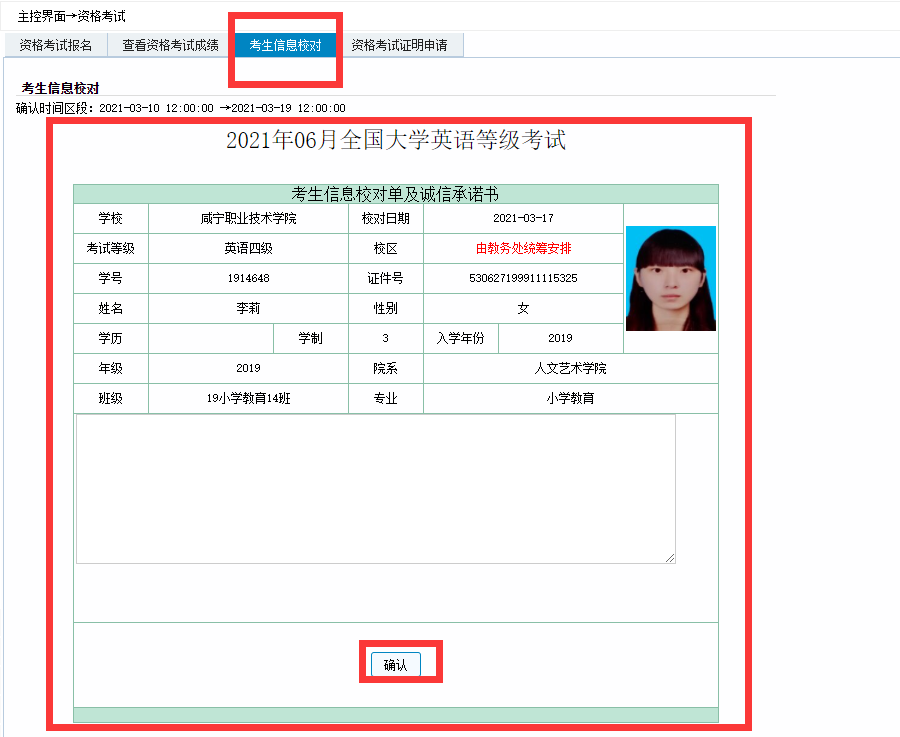 主控界面→资格考试
资格考试报名 查看资格考试成绩 考生信息校对 资格考试证明申请
考生信息校对
确认时间区段：2021-03-10 12:00:00 →2021-03-19 12:00:00
2021年06月全国大学英语等级考试
考生信息校对单及诚信承诺书
学校 咸宁职业技术学院 校对日期 2021-03-17
考试等级 英语四级 校区 由教务处统筹安排
学号 1914648 证件号 530627199911115325
姓名 李莉 性别 女
学历 学制 3 入学年份 2019
年级 2019 院系 人文艺术学院
班级 19小学教育14班 专业 小学教育
确认